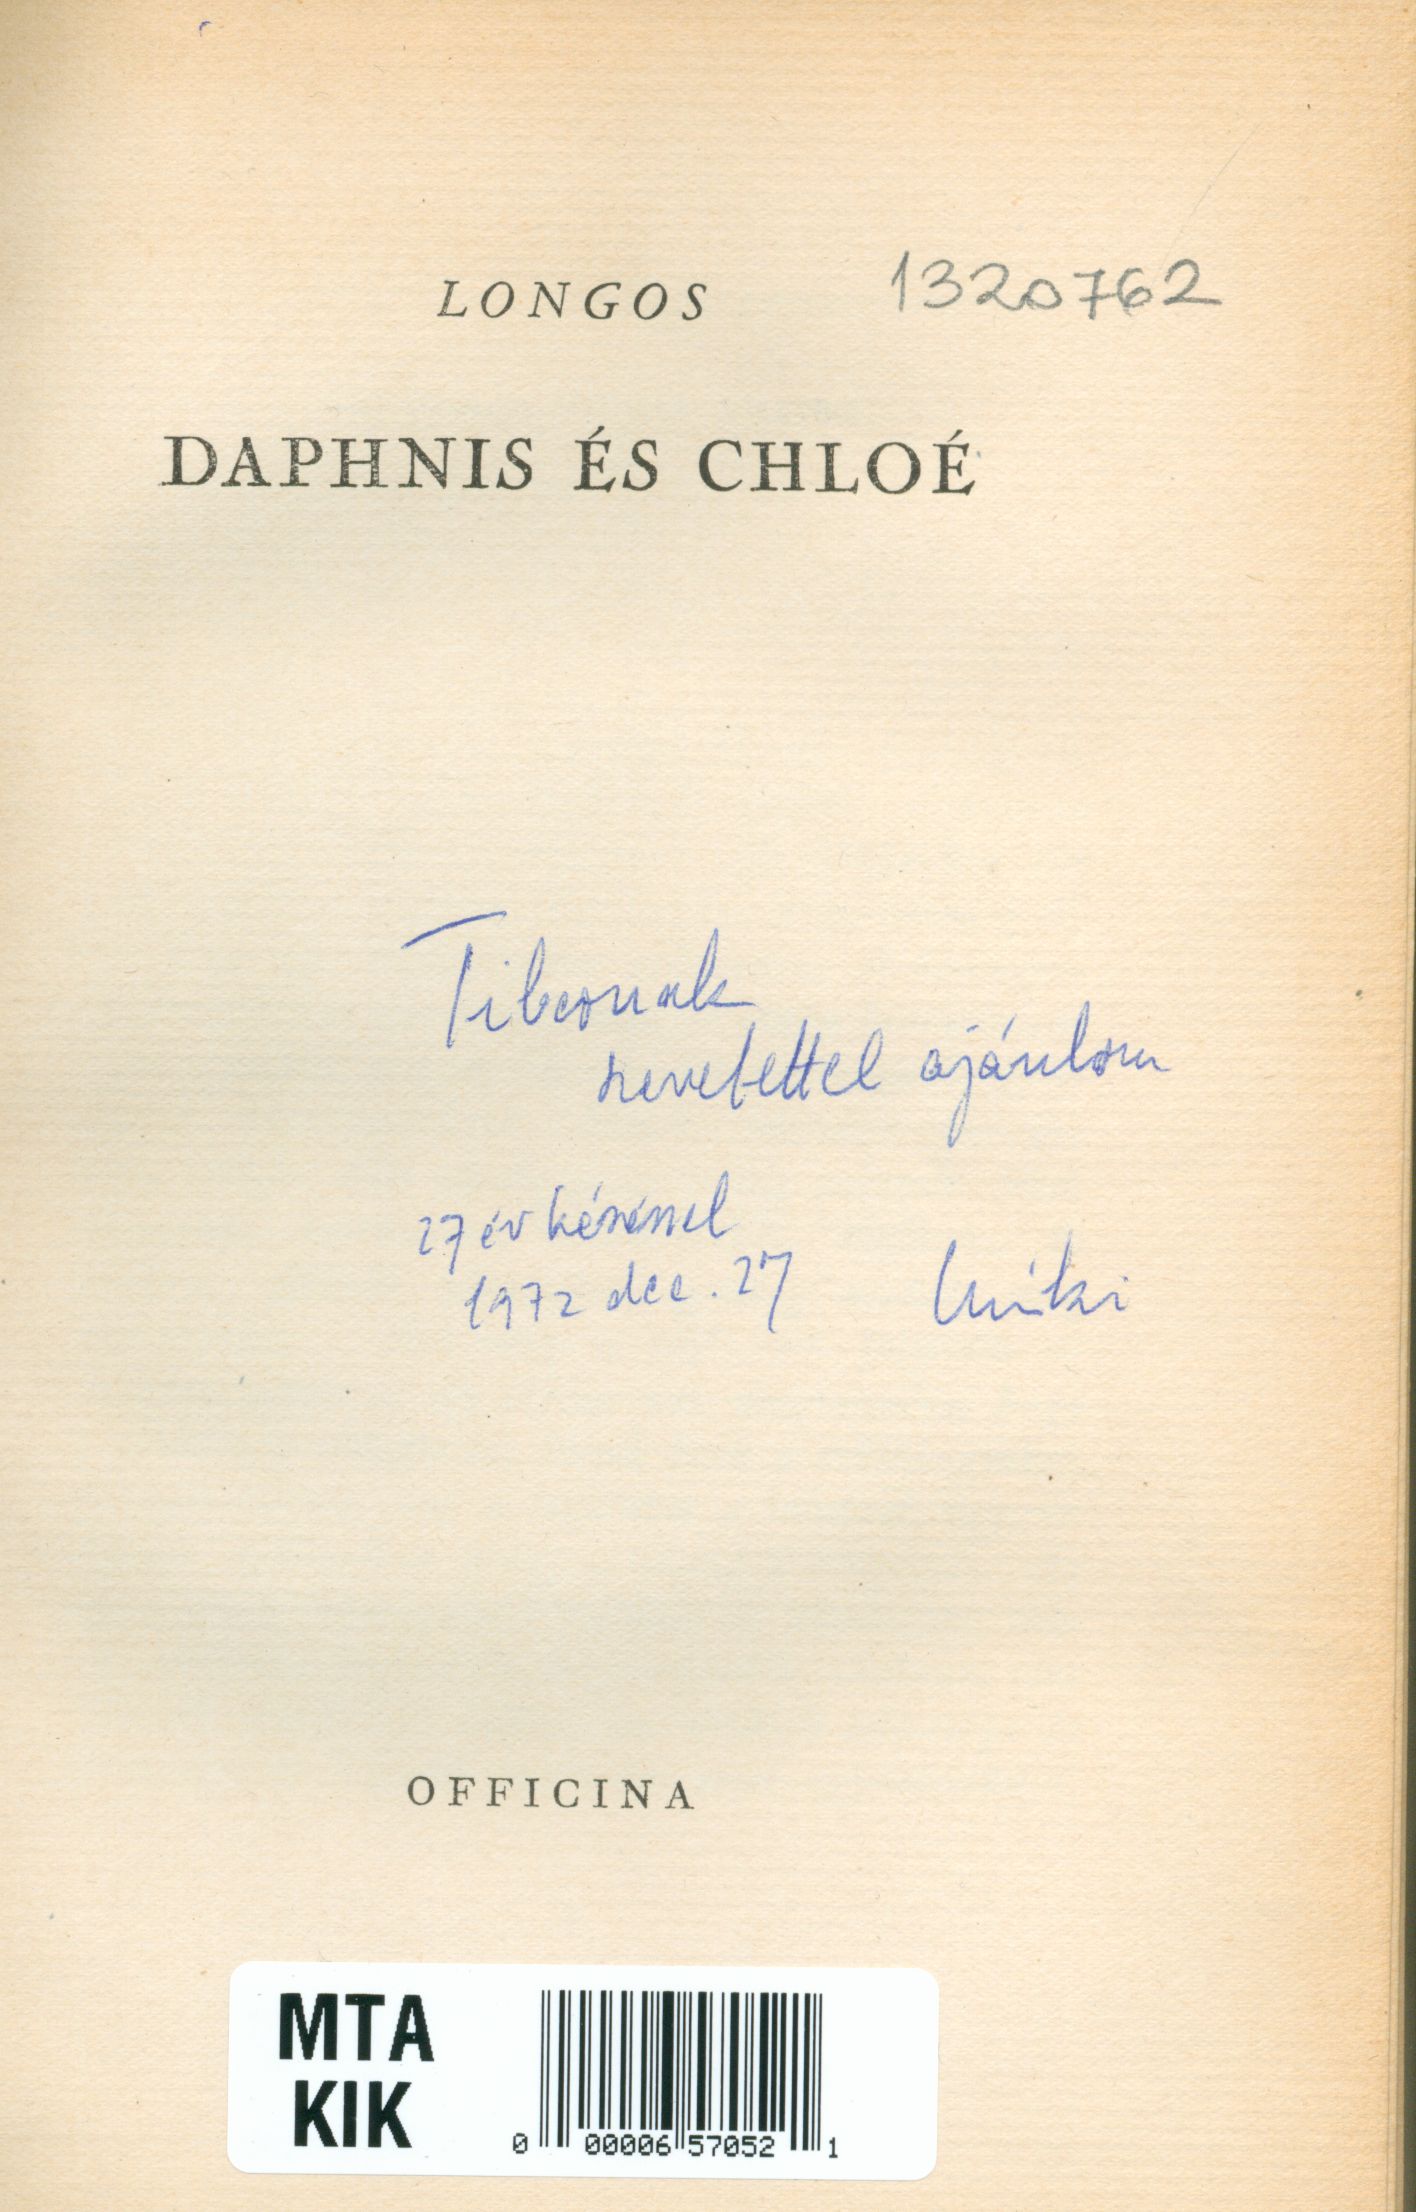 LONGOS
1320762
DAPHNIS ÉS CHLOÉ
Tibornak
szeretettel ajánlom
27 év késéssel
1972 dec. 27
Miki
OFFICINA
MTA
KIK
0 00006 57052 1